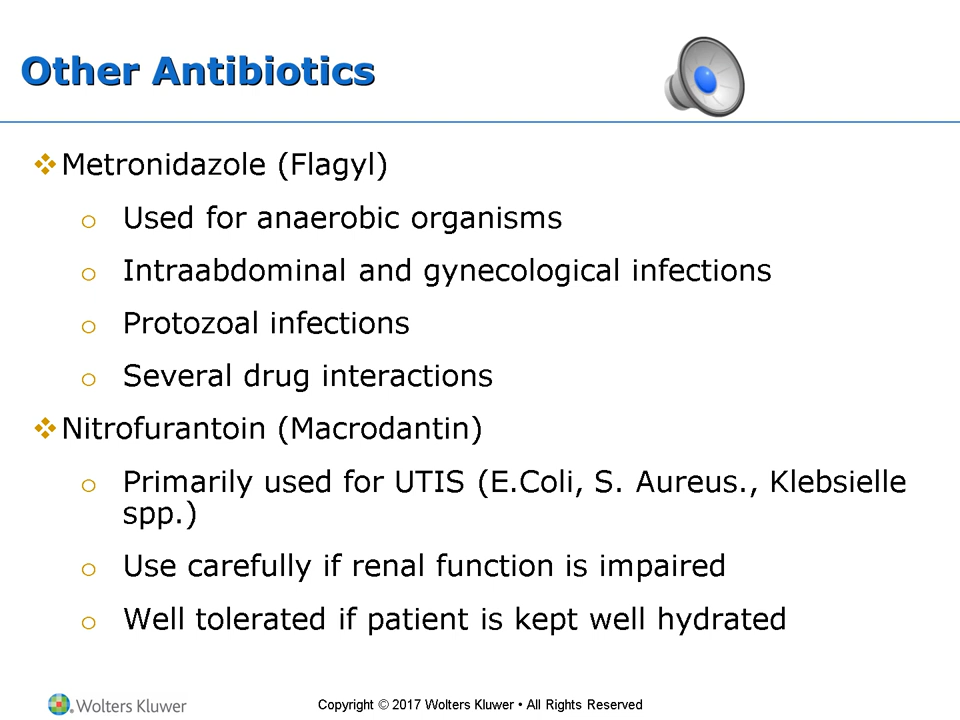 Other Antibiotics
❖Metronidazole (Flagyl)
o Used for anaerobic organisms
o Intraabdominal and gynecological infections
o Protozoal infections
o Several drug interactions
❖Nitrofurantoin (Macrodantin)
o Primarily used for UTIS (E.Coli, S. Aureus., Klebsielle
spp.)
o Use carefully if renal function is impaired
o Well tolerated if patient is kept well hydrated
Wolters Kluwer
Copyright © 2017 Wolters Kluwer • All Rights Reserved